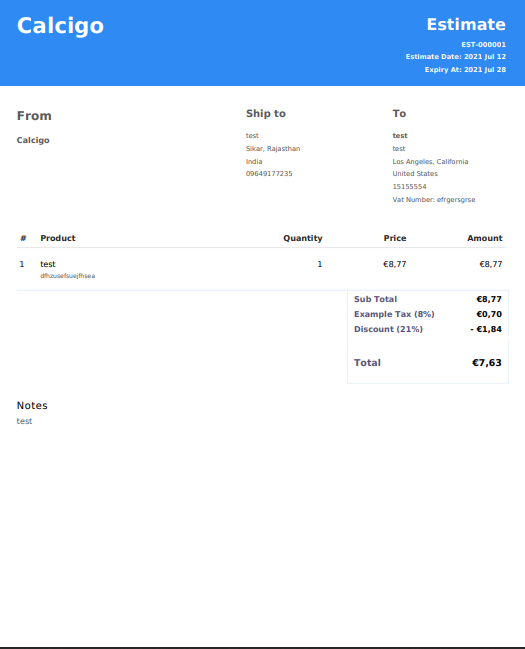 Calcigo
Estimate
EST-000001
Estimate Date: 2021 Jul 12
Expiry At: 2021 Jul 28
From
Calcigo
Ship to
test
Sikar, Rajasthan
India
09649177235
To
test
test
Los Angeles, California
United States
15155554
Vat Number: efrgersgrse
# Product Quantity Price Amount
1 test 1 €8,77 €8,77
dfhzusefsuejfhsea
Sub Total €8,77
Example Tax (8%) €0,70
Discount (21%) - €1,84
Total €7,63
Notes
test